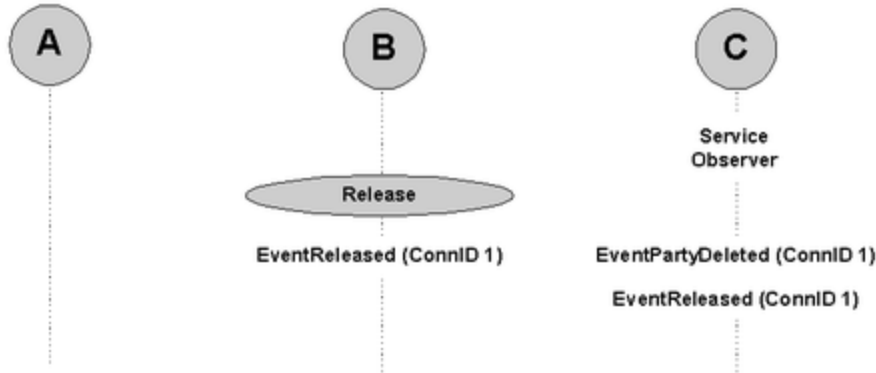 A
B
C
Service
Observer
Release
EventReleased (ConnID 1)
EventPartyDeleted (ConnID 1)
EventReleased (ConnID 1)